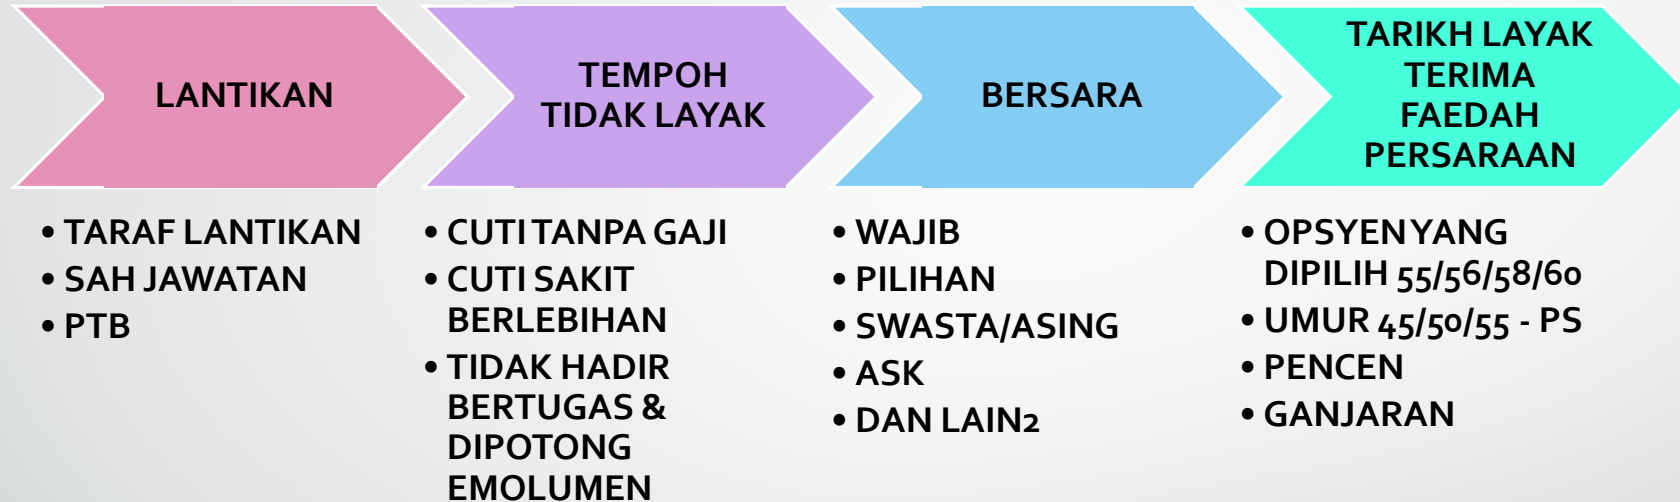 LANTIKAN
• TARAF LANTIKAN
• SAH JAWATAN
• PTB
TEMPOH
TIDAK LAYAK
• CUTI TANPA GAJI
• CUTI SAKIT
BERLEBIHAN
• TIDAK HADIR
BERTUGAS &
DIPOTONG
EMOLUMEN
BERSARA
• WAJIB
• PILIHAN
• SWASTA/ASING
• ASK
• DAN LAIN2
TARIKH LAYAK
TERIMA
FAEDAH
PERSARAAN
• OPSYEN YANG
DIPILIH 55/56/58/60
• UMUR 45/50/55 - PS
• PENCEN
• GANJARAN